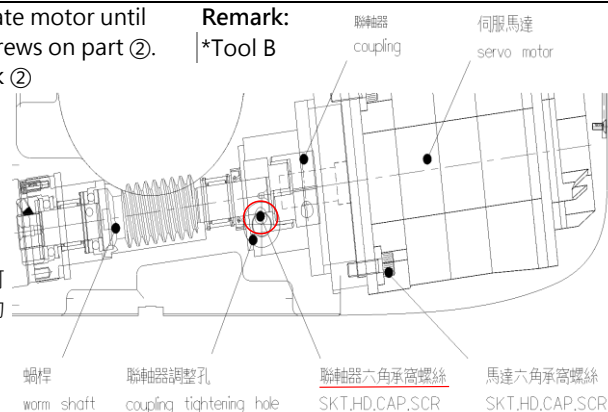 ate motor until
rews on part ②.
k ②
Remark:
*Tool B
聯軸器
coupling
伺服馬達
servo motor
蝸桿
worm shaft
聯軸器調整孔
coupling tightering hole
聯軸器六角承窩螺絲
SKT,HD,CAP,SCR
馬達六角承窩螺絲
SKT,HD,CAP,SCR